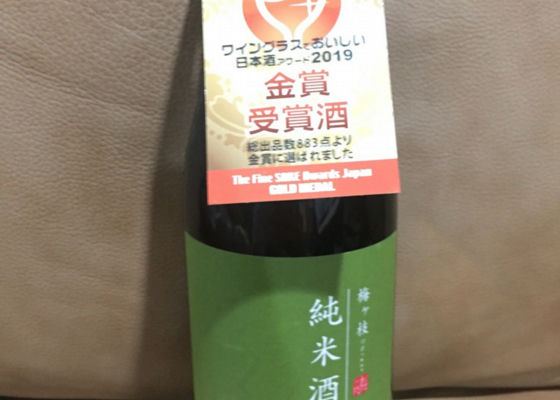 ワイングラスでおいしい
日本酒アワード2019
金賞
受賞酒
総出品数883点より
金賞に選ばれました
The Fine SAKE Awards Japan
GOLD MEDAL
梅ヶ枝
純米酒